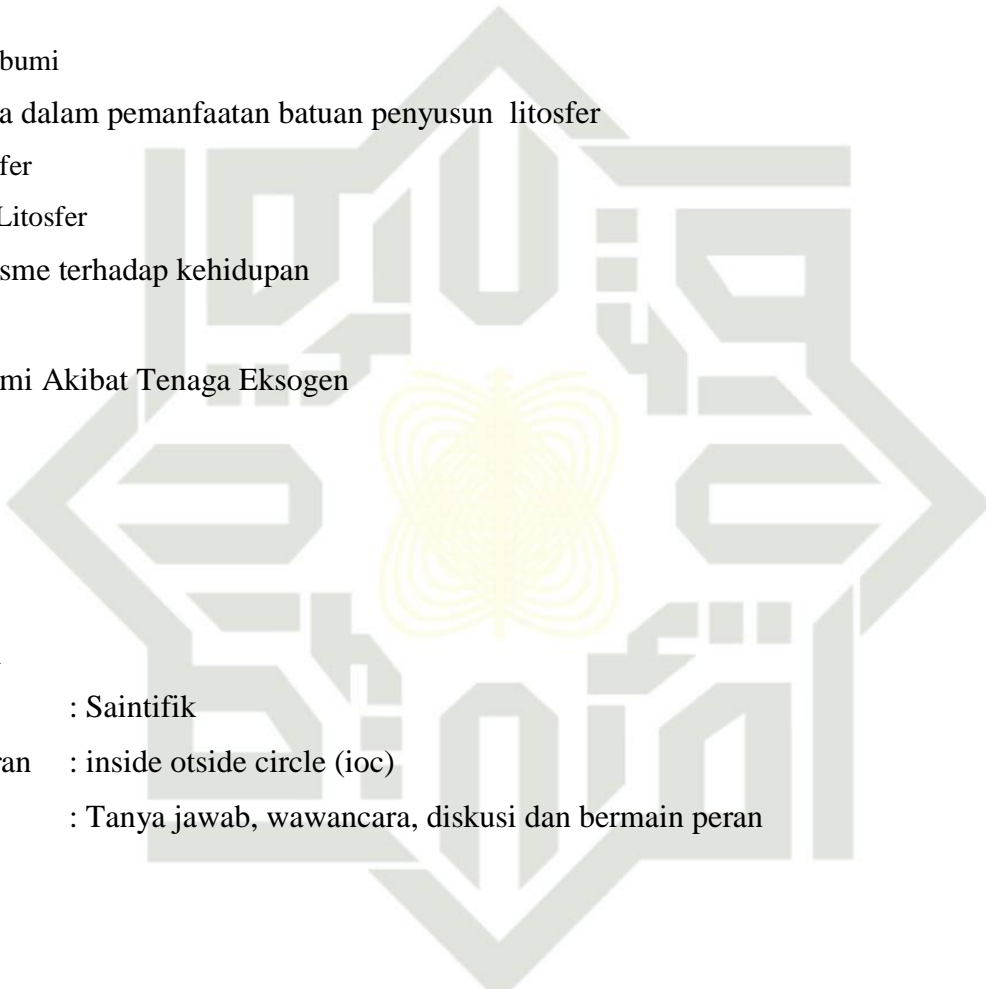 bumi
a dalam pemanfaatan batuan penyusun litosfer
fer
Litosfer
sme terhadap kehidupan
mi Akibat Tenaga Eksogen
: Saintifik
ran : inside otside circle (ioc)
: Tanya jawab, wawancara, diskusi dan bermain peran